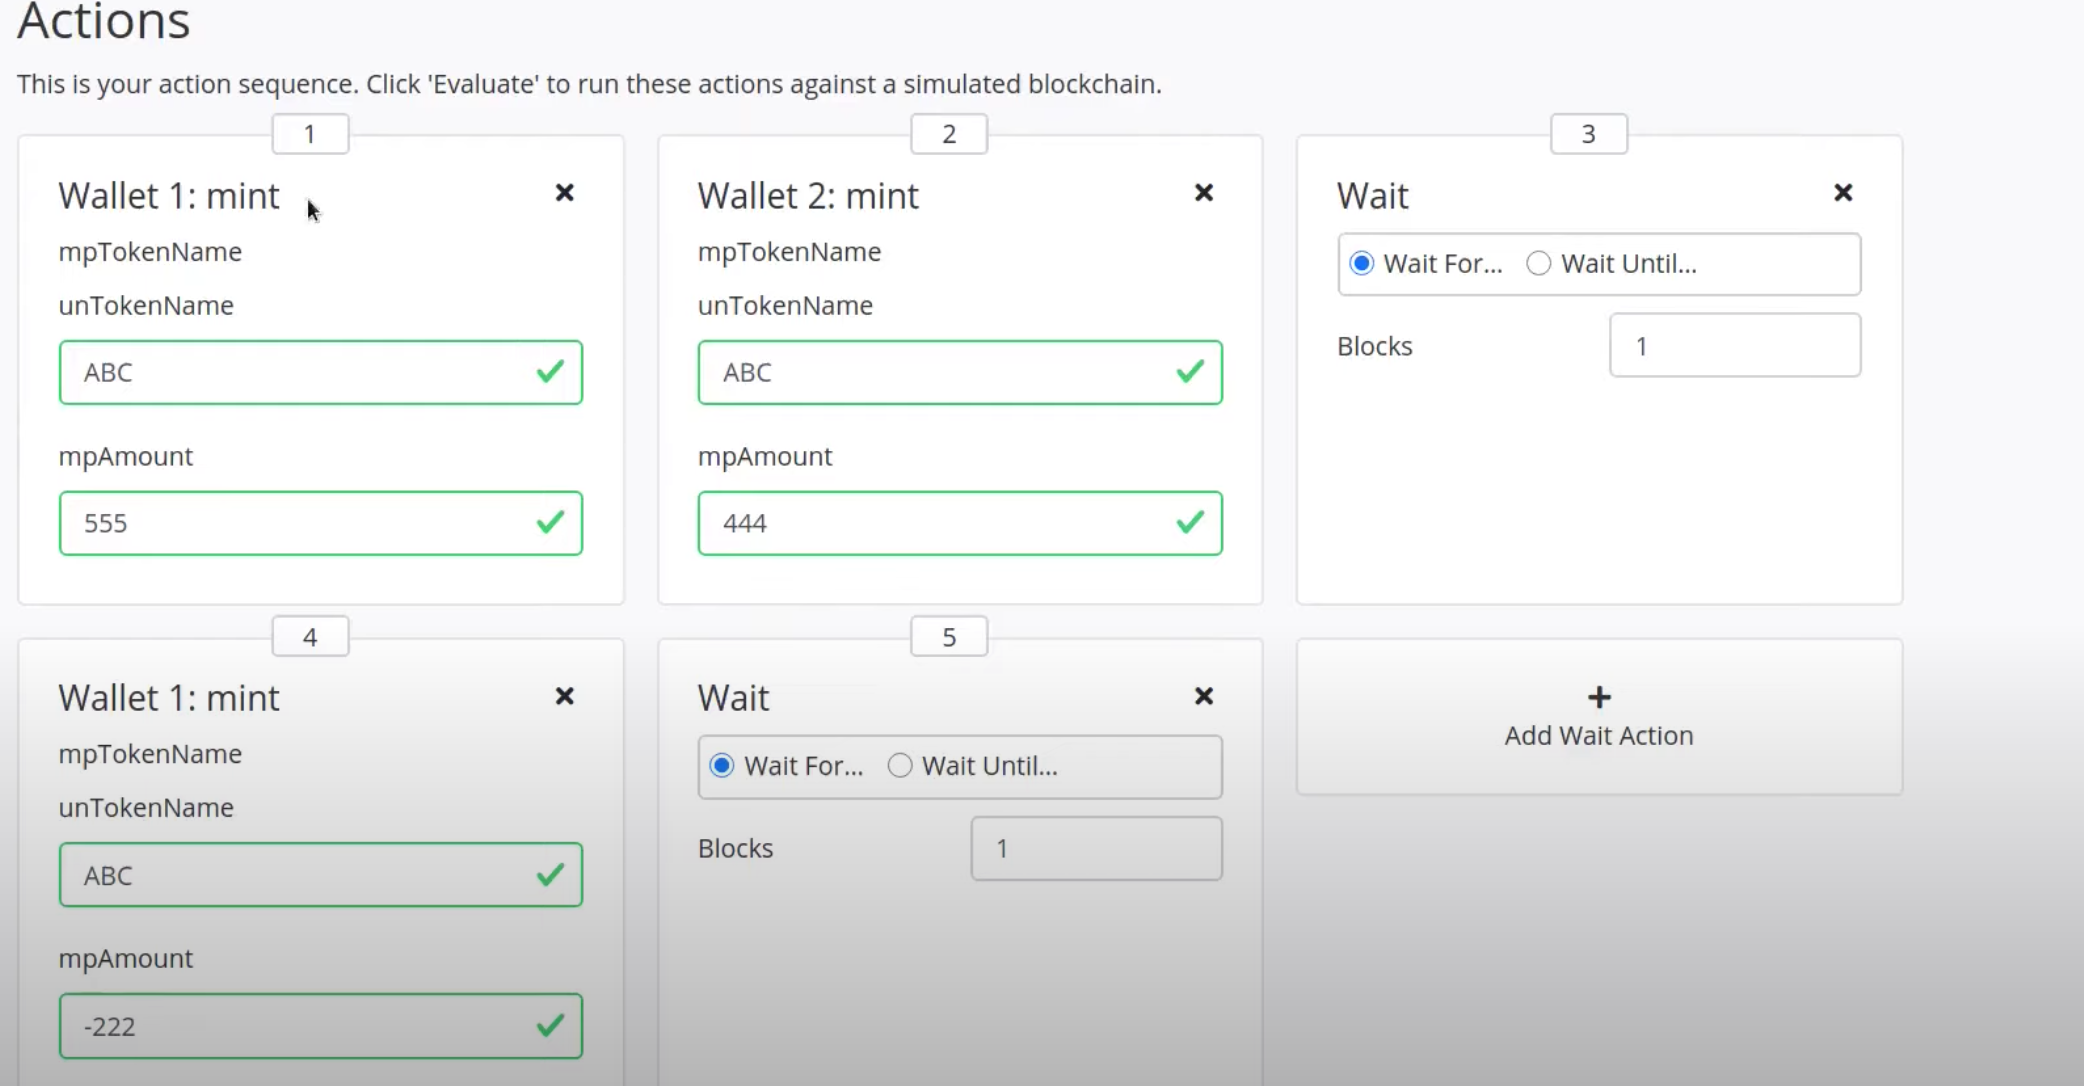 Actions
This is your action sequence. Click 'Evaluate' to run these actions against a simulated blockchain.
1
Wallet 1: mint
mpTokenName
unTokenName
ABC
mpAmount
555
2
Wallet 2: mint
mpTokenName
unTokenName
ABC
mpAmount
444
3
Wait
Wait For... Wait Until...
Blocks 1
4
Wallet 1: mint
mpTokenName
unTokenName
ABC
mpAmount
-222
5
Wait
Wait For... Wait Until...
Blocks 1
Add Wait Action